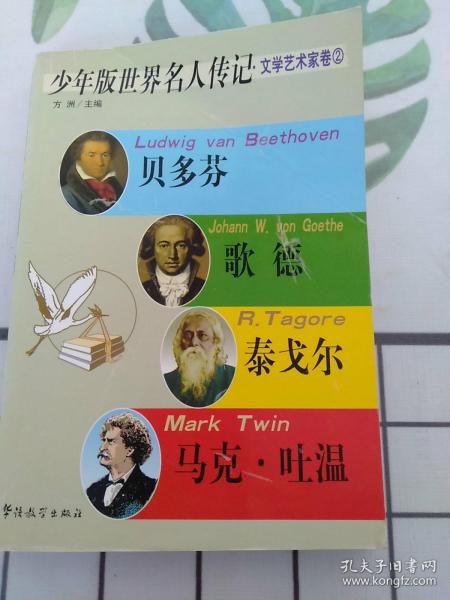 少年版世界名人传记·文学艺术家卷②
方洲/主编
Ludwig van Beethoven
贝多芬
Johann W. von Goethe
歌德
R.Tagore
泰戈尔
Mark Twin
马克·吐温
华语教学出版社
孔夫子旧书网
www.kongfz.com